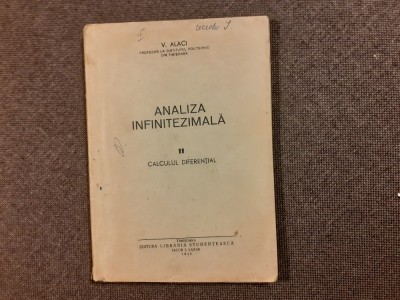 V. ALACI
PROFESOR LA INSTITUTUL POLITEHNIC
DIN TIMIȘOARA
ANALIZA
INFINITEZIMALĂ
II
CALCULUL DIFERENȚIAL
TIMIȘOARA
EDITURA LIBRĂRIA STUDENȚEASCĂ